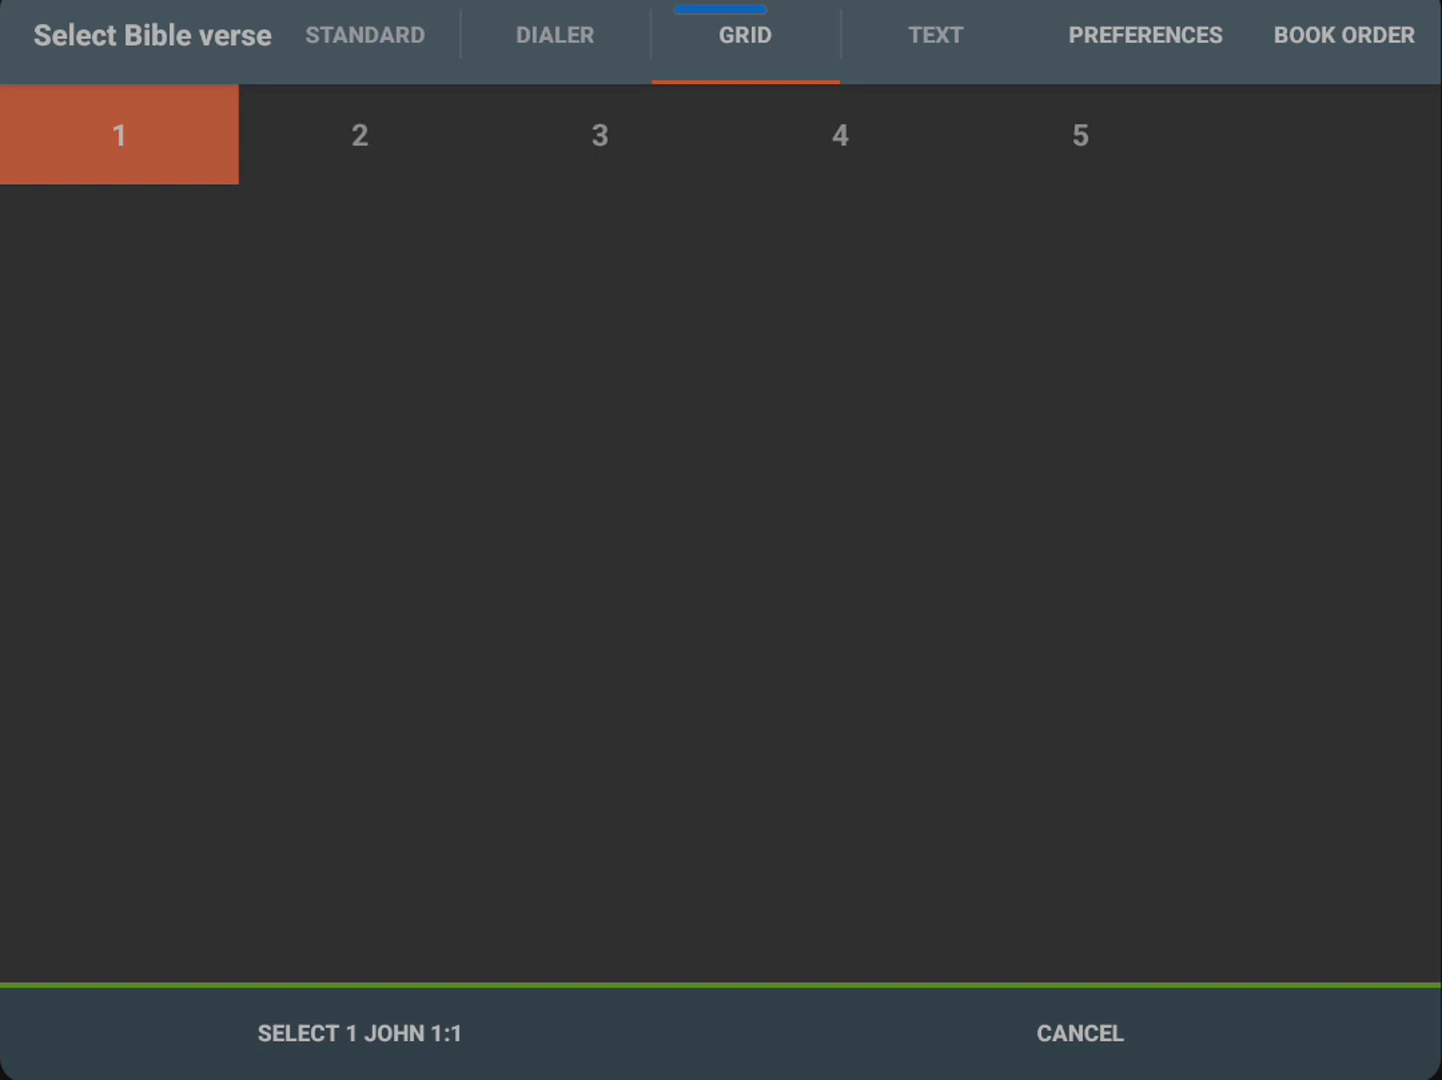 Select Bible verse STANDARD DIALER GRID TEXT PREFERENCES BOOK ORDER
1 2 3 4 5
SELECT 1 JOHN 1:1 CANCEL